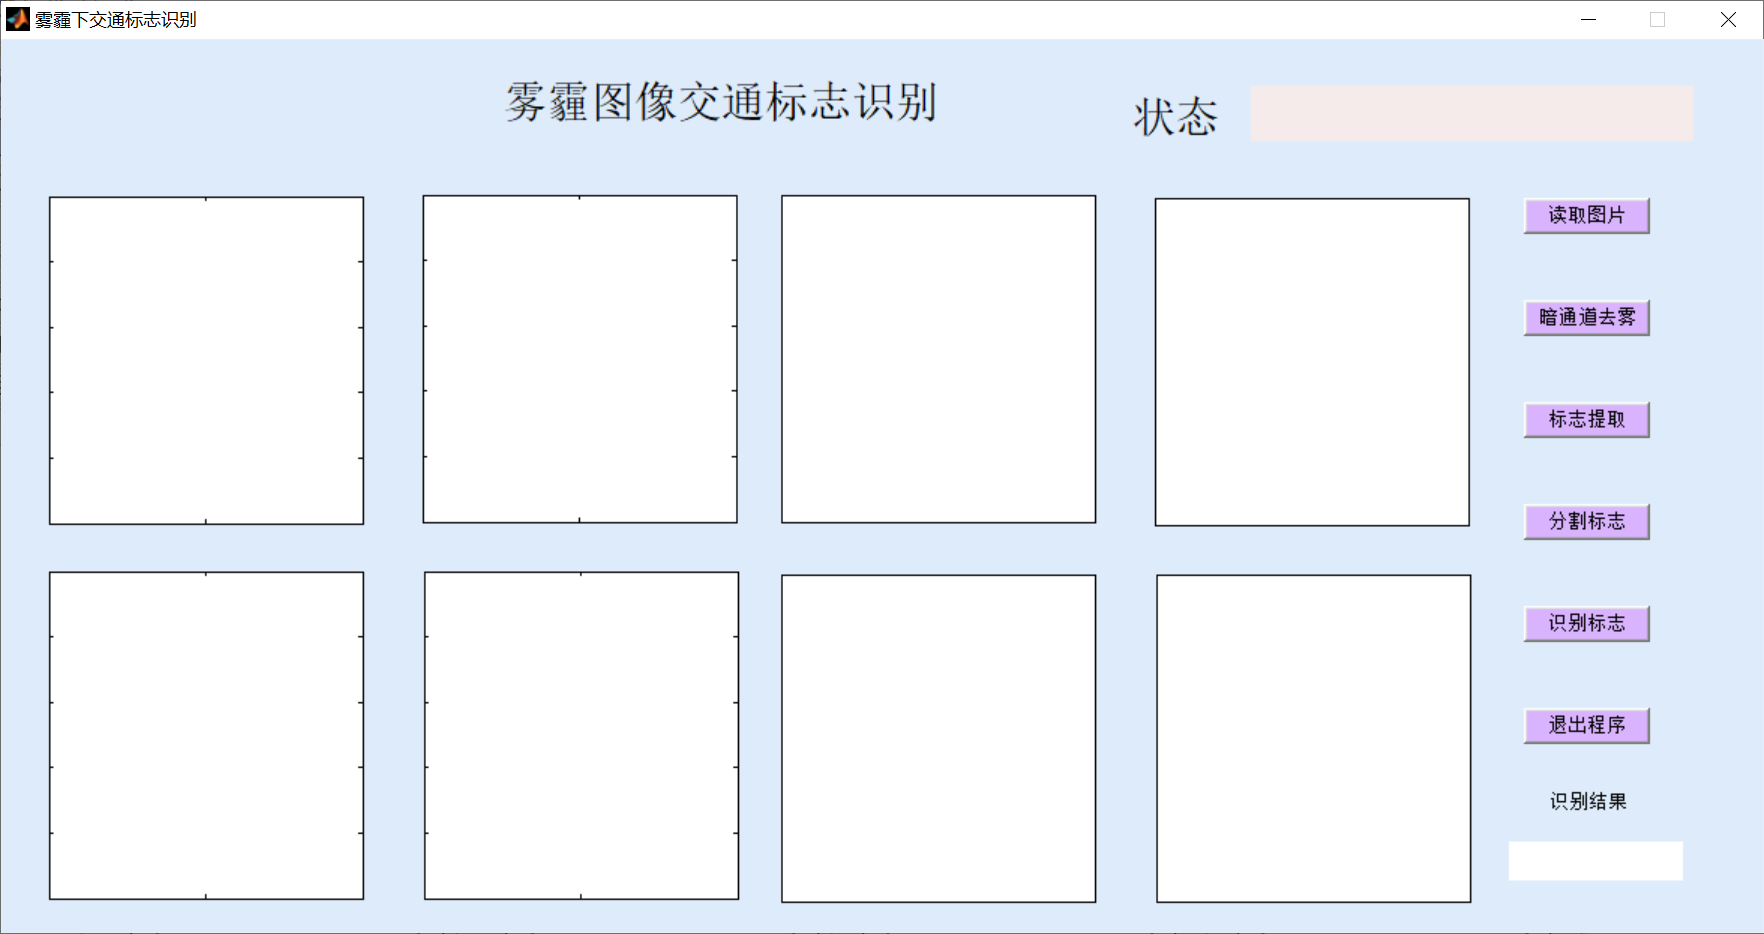 雾霾下交通标志识别
雾霾图像交通标志识别
状态
读取图片
暗通道去雾
标志提取
分割标志
识别标志
退出程序
识别结果